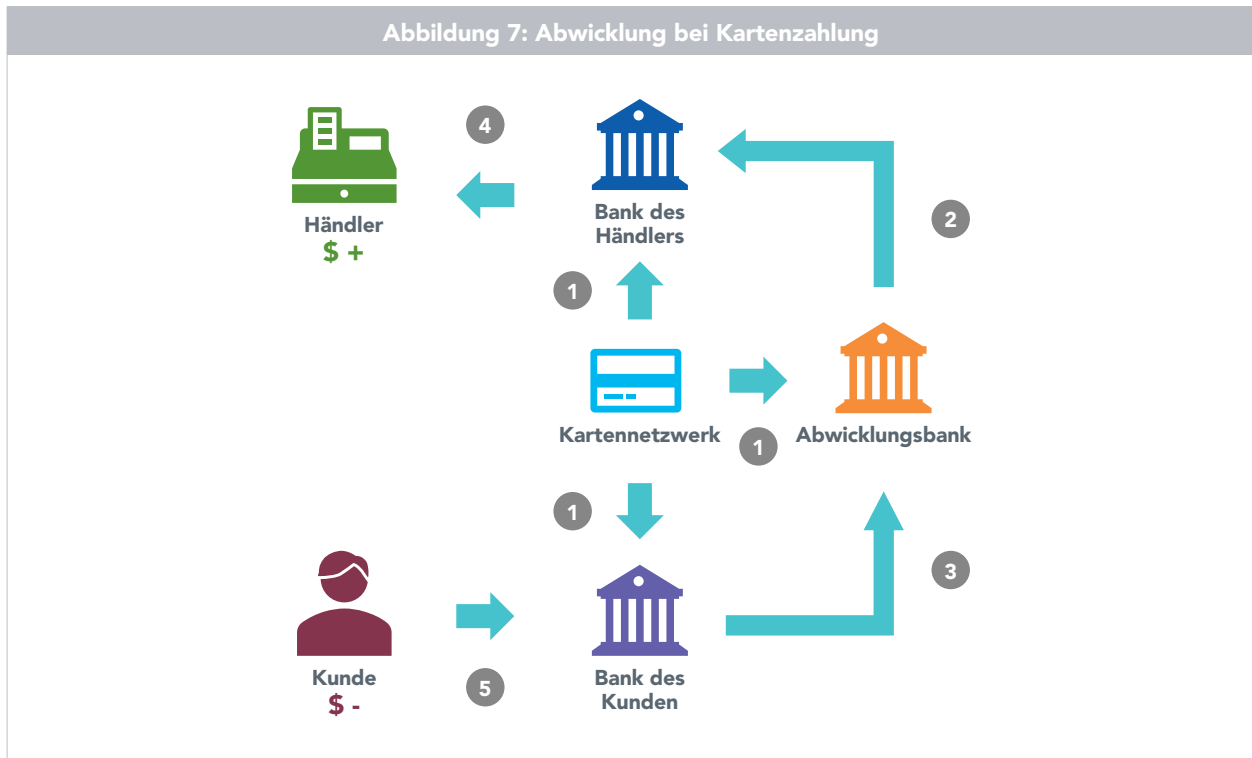 Abbildung 7: Abwicklung bei Kartenzahlung
4
Händler
$ +
Bank des
Händlers
2
1
Kartennetzwerk
1
Abwicklungsbank
1
3
Kunde
$ -
5
Bank des
Kunden